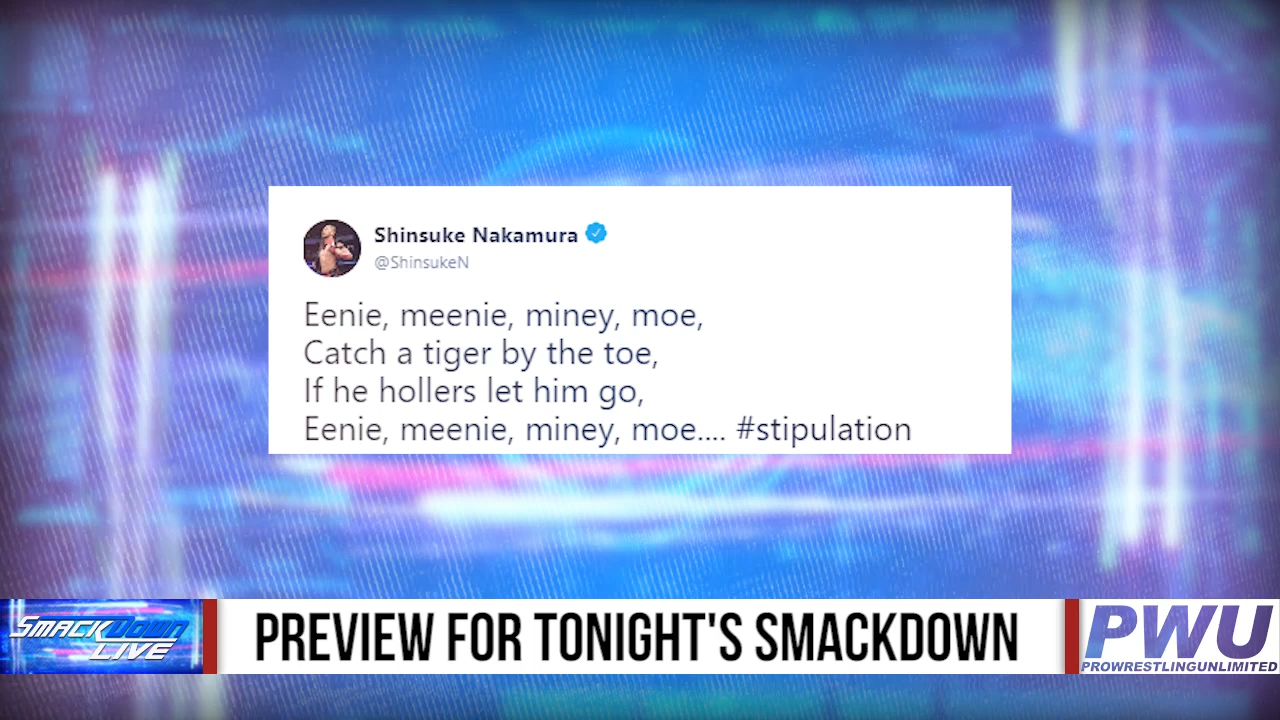 Shinsuke Nakamura
@ShinsukeN
Eenie, meenie, miney, moe,
Catch a tiger by the toe,
If he hollers let him go,
Eenie, meenie, miney, moe.... #stipulation
SMACKDOWN
LIVE
PREVIEW FOR TONIGHT'S SMACKDOWN
PWU
PROWRESTLINGUNLIMITED